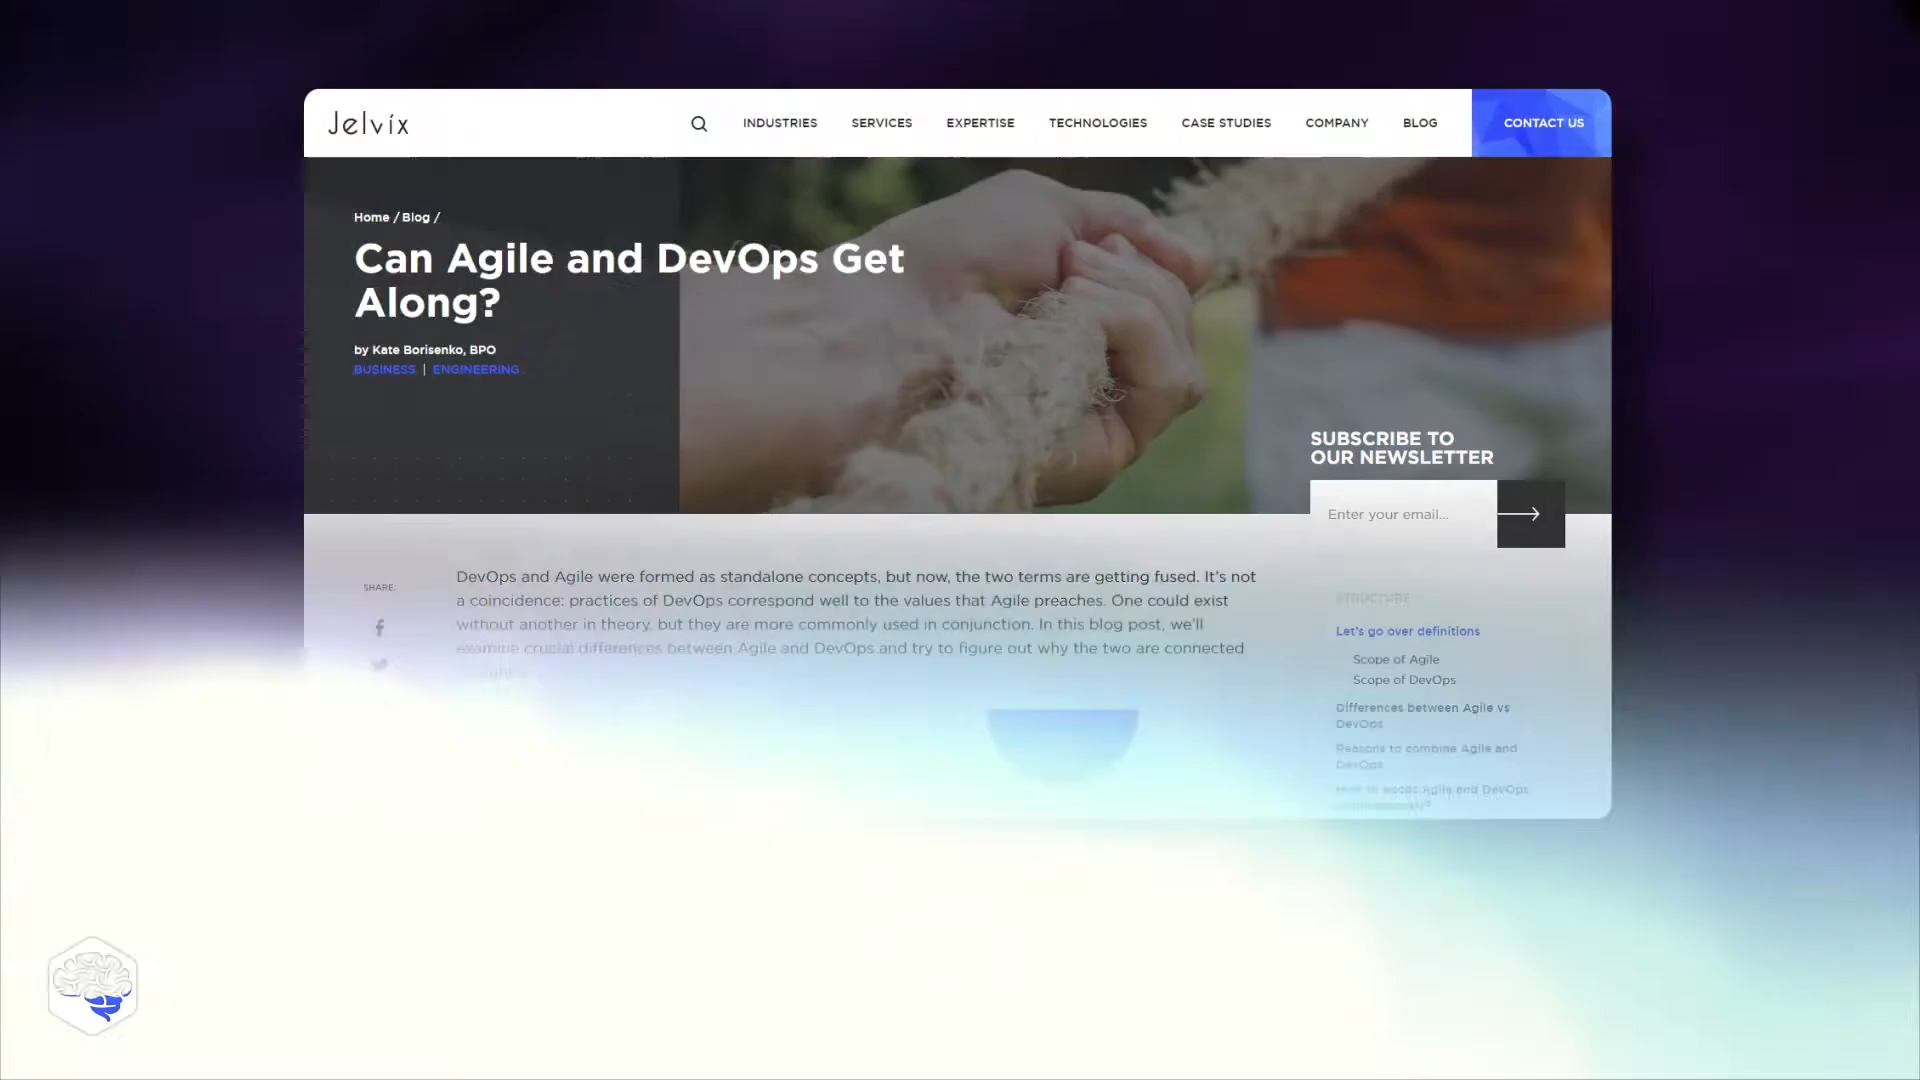 Jelvix
INDUSTRIES
SERVICES
EXPERTISE
TECHNOLOGIES
CASE STUDIES
COMPANY
BLOG
CONTACT US
Home / Blog /
Can Agile and DevOps Get
Along?
by Kate Borisenko, BPO
BUSINESS | ENGINEERING
SUBSCRIBE TO
OUR NEWSLETTER
Enter your email...
SHARE:
DevOps and Agile were formed as standalone concepts, but now, the two terms are getting fused. It's not
a coincidence: practices of DevOps correspond well to the values that Agile preaches. One could exist
without another in theory, but they are more commonly used in conjunction. In this blog post, we'll
examine crucial differences between Agile and DevOps and try to figure out why the two are connected
STRUCTURE
Let's go over definitions
Scope of Agile
Scope of DevOps
Differences between Agile vs
DevOps
Reasons to combine Agile and
DevOps
How to adopt Agile and DevOps